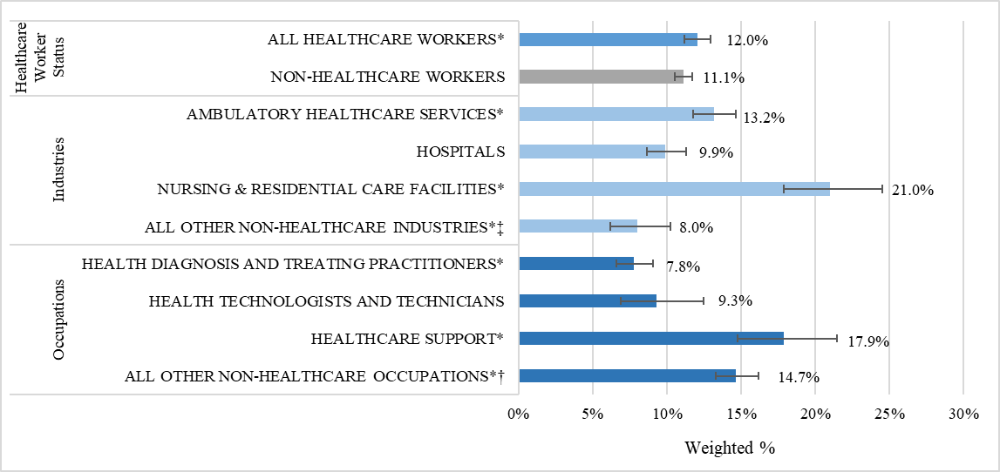 Healthcare
Worker
Status
ALL HEALTHCARE WORKERS*
12.0%
NON-HEALTHCARE WORKERS
11.1%
Industries
AMBULATORY HEALTHCARE SERVICES*
13.2%
HOSPITALS
9.9%
NURSING & RESIDENTIAL CARE FACILITIES*
21.0%
ALL OTHER NON-HEALTHCARE INDUSTRIES*‡
8.0%
Occupations
HEALTH DIAGNOSIS AND TREATING PRACTITIONERS*
7.8%
HEALTH TECHNOLOGISTS AND TECHNICIANS
9.3%
HEALTHCARE SUPPORT*
17.9%
ALL OTHER NON-HEALTHCARE OCCUPATIONS*†
14.7%
0% 5% 10% 15% 20% 25% 30%
Weighted %